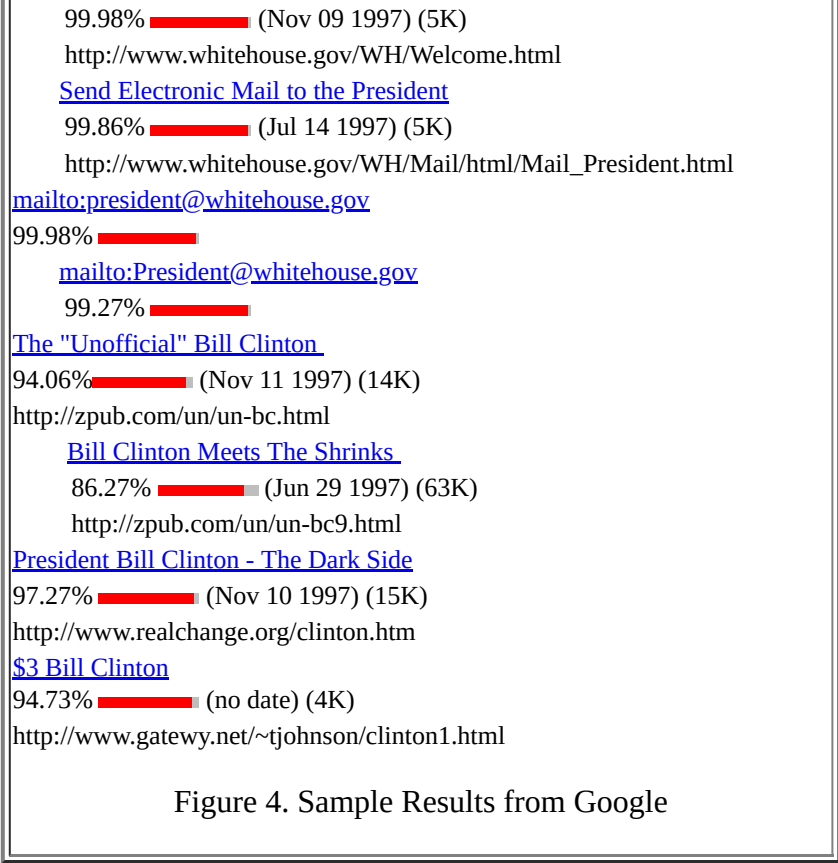 99.98% (Nov 09 1997) (5K)
http://www.whitehouse.gov/WH/Welcome.html
Send Electronic Mail to the President
99.86% (Jul 14 1997) (5K)
http://www.whitehouse.gov/WH/Mail/html/Mail_President.html
mailto:president@whitehouse.gov
99.98%
mailto:President@whitehouse.gov
99.27%
The "Unofficial" Bill Clinton
94.06% (Nov 11 1997) (14K)
http://zpub.com/un/un-bc.html
Bill Clinton Meets The Shrinks
86.27% (Jun 29 1997) (63K)
http://zpub.com/un/un-bc9.html
President Bill Clinton - The Dark Side
97.27% (Nov 10 1997) (15K)
http://www.realchange.org/clinton.htm
$3 Bill Clinton
94.73% (no date) (4K)
http://www.gatewy.net/~tjohnson/clinton1.html
Figure 4. Sample Results from Google